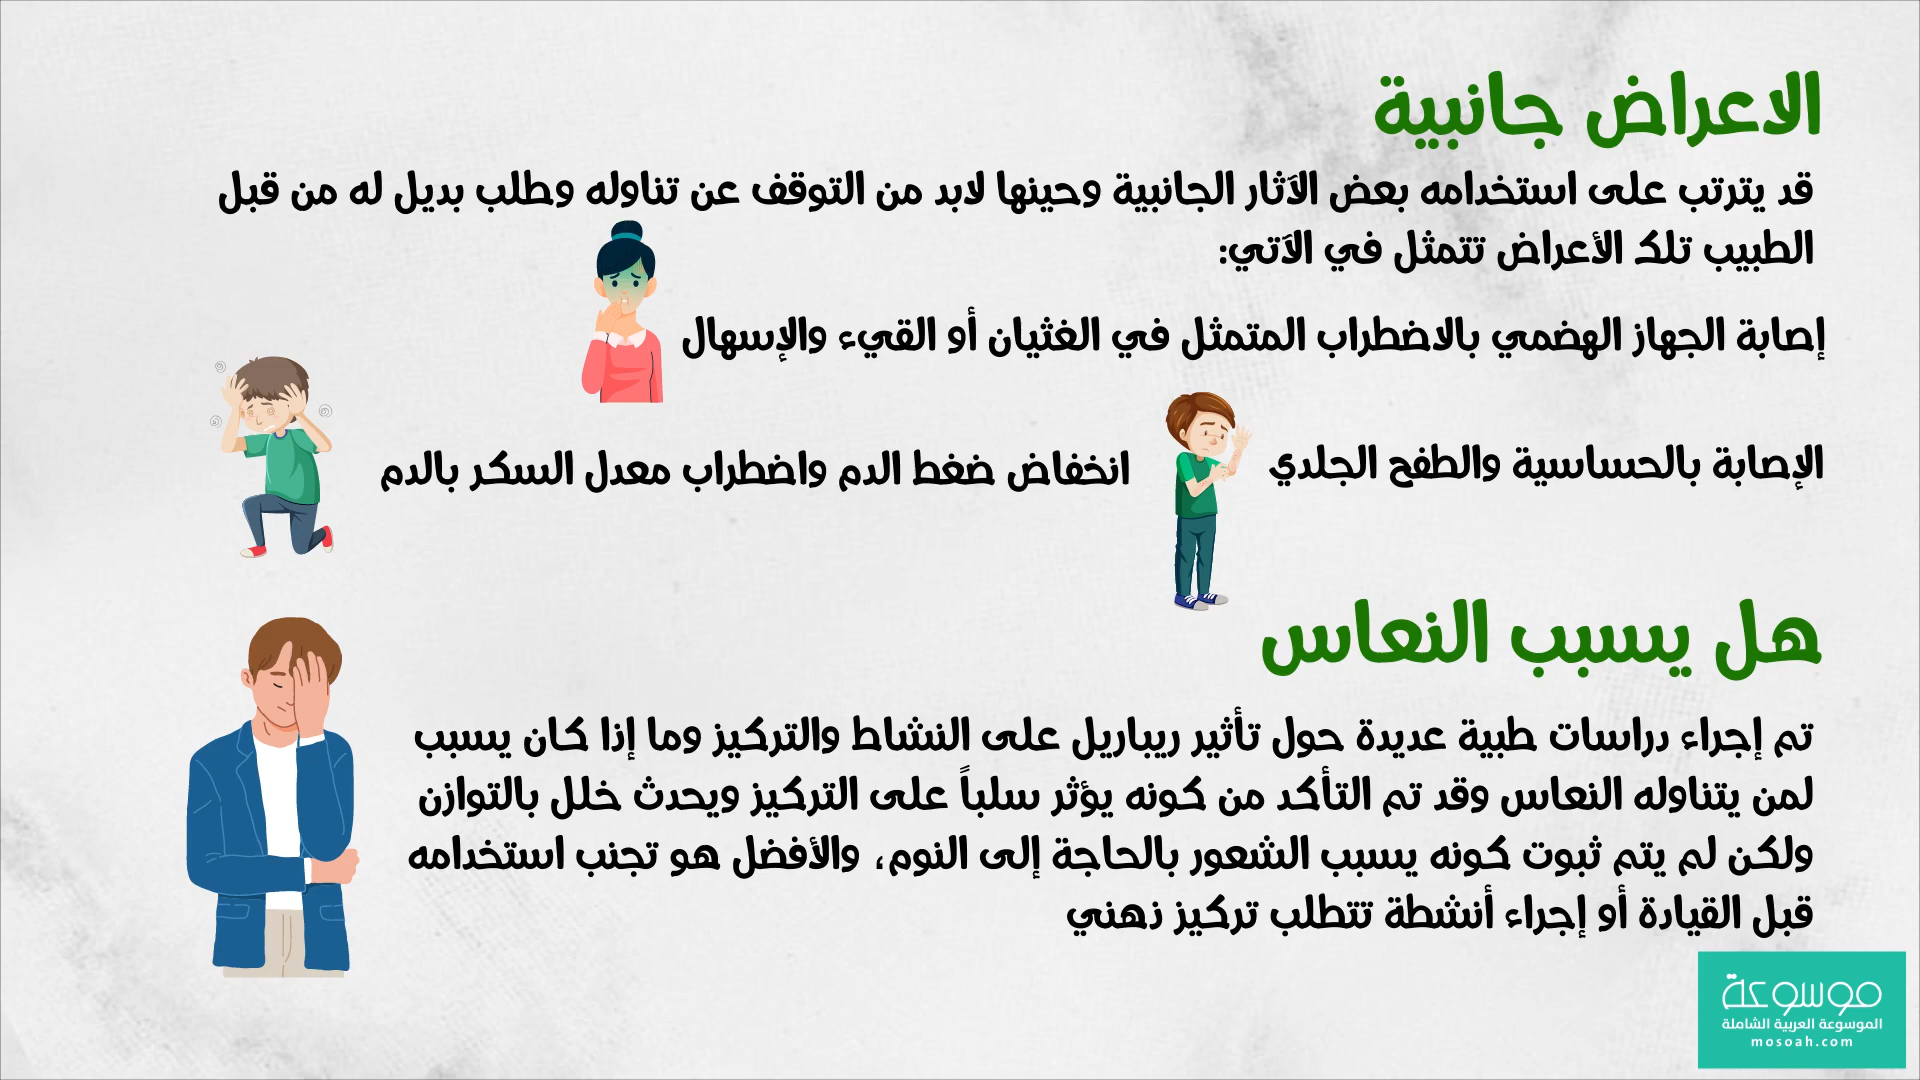 الاعراض جانبية
قد يترتب على استخدامه بعض الآثار الجانبية وحينها لابد من التوقف عن تناوله وطلب بديل له من قبل
الطبيب تلك الأعراض تتمثل في الآتي:
إصابة الجهاز الهضمي بالاضطراب المتمثل في الغثيان أو القيء والإسهال
الإصابة بالحساسية والطفح الجلدي
انخفاض ضغط الدم واضطراب معدل السكر بالدم
هل يسبب النعاس
تم إجراء دراسات طبية عديدة حول تأثير ريباريل على النشاط والتركيز وما إذا كان يسبب
لمن يتناوله النعاس وقد تم التأكد من كونه يؤثر سلباً على التركيز ويحدث خلل بالتوازن
ولكن لم يتم ثبوت كونه يسبب الشعور بالحاجة إلى النوم، والأفضل هو تجنب استخدامه
قبل القيادة أو إجراء أنشطة تتطلب تركيز ذهني
موسوعة
الموسوعة العربية الشاملة
mosoah.com